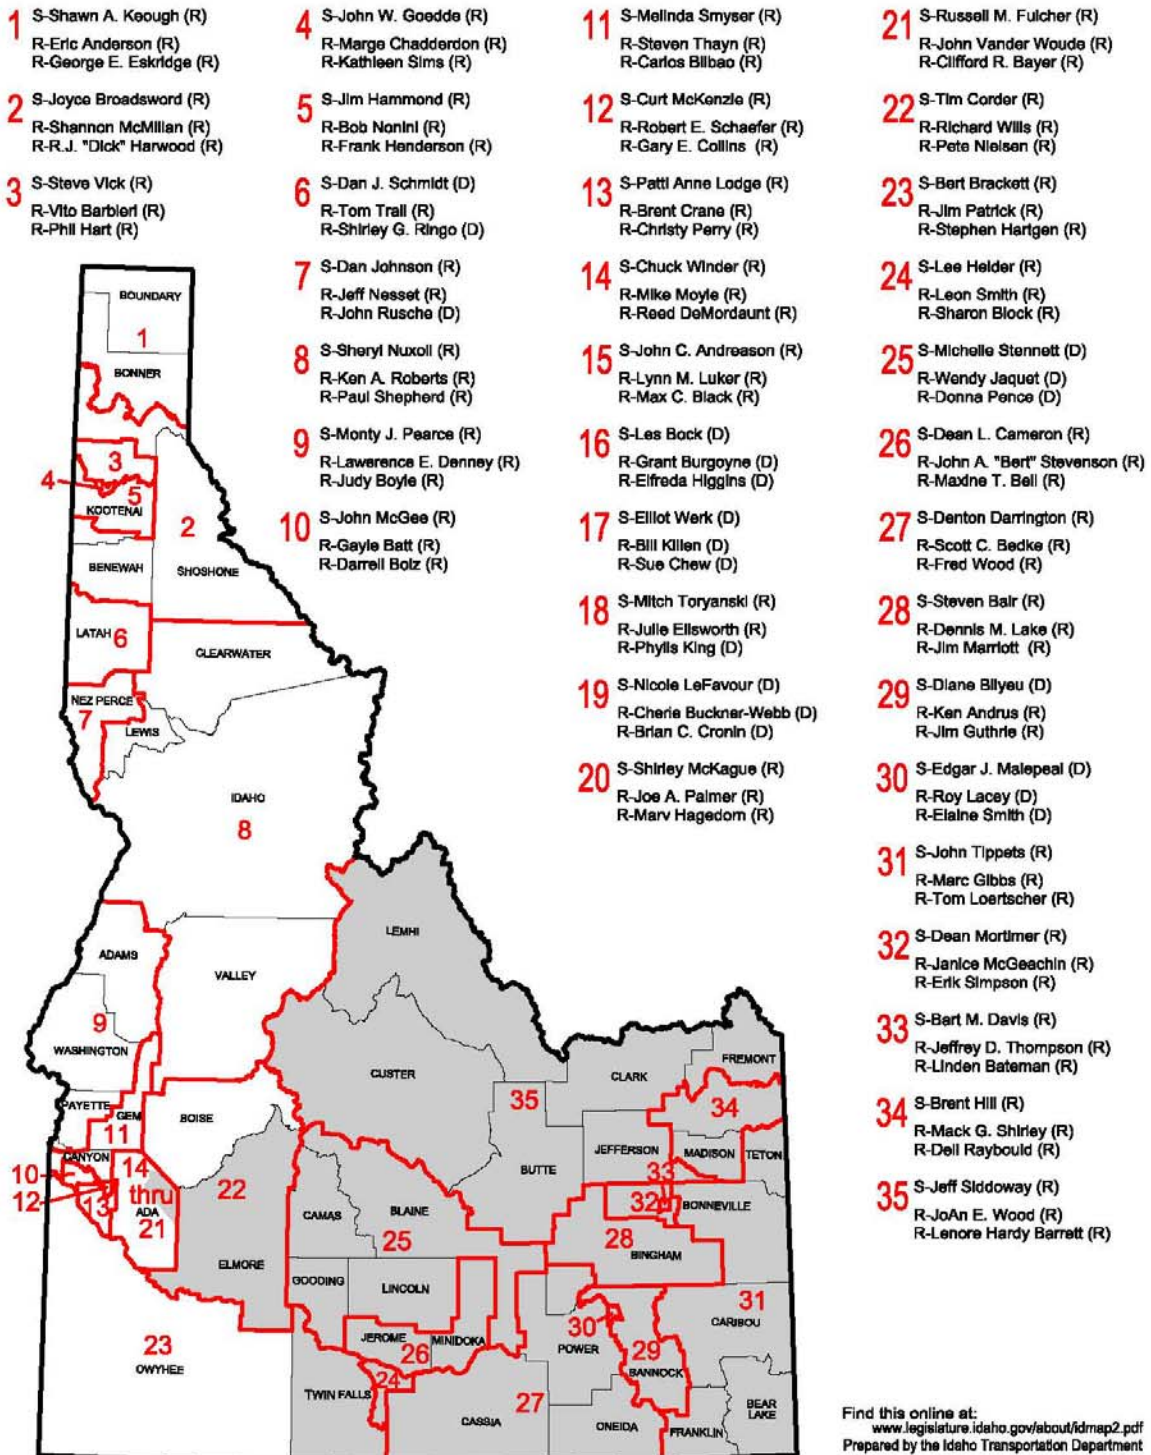 1 S-Shawn A. Keough (R)
R-Eric Anderson (R)
R-George E. Eskridge (R)
2 S-Joyce Broadsword (R)
R-Shannon McMillan (R)
R-R.J. "Dick" Harwood (R)
3 S-Steve Vick (R)
R-Vito Barbieri (R)
R-Phil Hart (R)
4 S-John W. Goedde (R)
R-Marge Chadderdon (R)
R-Kathleen Sims (R)
5 S-Jim Hammond (R)
R-Bob Nonini (R)
R-Frank Henderson (R)
6 S-Dan J. Schmidt (D)
R-Tom Trail (R)
R-Shirley G. Ringo (D)
7 S-Dan Johnson (R)
R-Jeff Nesset (R)
R-John Rusche (D)
8 S-Sheryl Nuxoll (R)
R-Ken A. Roberts (R)
R-Paul Shepherd (R)
9 S-Monty J. Pearce (R)
R-Lawerence E. Denney (R)
R-Judy Boyle (R)
10 S-John McGee (R)
R-Gayle Batt (R)
R-Darrell Bolz (R)
11 S-Melinda Smyser (R)
R-Steven Thayn (R)
R-Carlos Bilbao (R)
12 S-Curt McKenzie (R)
R-Robert E. Schaefer (R)
R-Gary E. Collins (R)
13 S-Patti Anne Lodge (R)
R-Brent Crane (R)
R-Christy Perry (R)
14 S-Chuck Winder (R)
R-Mike Moyle (R)
R-Reed DeMordaunt (R)
15 S-John C. Andreason (R)
R-Lynn M. Luker (R)
R-Max C. Black (R)
16 S-Les Bock (D)
R-Grant Burgoyne (D)
R-Elfreda Higgins (D)
17 S-Elliot Werk (D)
R-Bill Killen (D)
R-Sue Chew (D)
18 S-Mitch Toryanski (R)
R-Julie Ellsworth (R)
R-Phylis King (D)
19 S-Nicole LeFavour (D)
R-Cherie Buckner-Webb (D)
R-Brian C. Cronin (D)
20 S-Shirley McKague (R)
R-Joe A. Palmer (R)
R-Marv Hagedorn (R)
21 S-Russell M. Fulcher (R)
R-John Vander Woude (R)
R-Clifford R. Bayer (R)
22 S-Tim Corder (R)
R-Richard Wills (R)
R-Pete Nielsen (R)
23 S-Bert Brackett (R)
R-Jim Patrick (R)
R-Stephen Hartgen (R)
24 S-Lee Heider (R)
R-Leon Smith (R)
R-Sharon Block (R)
25 S-Michelle Stennett (D)
R-Wendy Jaquet (D)
R-Donna Pence (D)
26 S-Dean L. Cameron (R)
R-John A. "Bert" Stevenson (R)
R-Maxine T. Bell (R)
27 S-Denton Darrington (R)
R-Scott C. Bedke (R)
R-Fred Wood (R)
28 S-Steven Bair (R)
R-Dennis M. Lake (R)
R-Jim Marriott (R)
29 S-Diane Bilyeu (D)
R-Ken Andrus (R)
R-Jim Guthrie (R)
30 S-Edgar J. Malepeai (D)
R-Roy Lacey (D)
R-Elaine Smith (D)
31 S-John Tippets (R)
R-Marc Gibbs (R)
R-Tom Loertscher (R)
32 S-Dean Mortimer (R)
R-Janice McGeachin (R)
R-Erik Simpson (R)
33 S-Bart M. Davis (R)
R-Jeffrey D. Thompson (R)
R-Linden Bateman (R)
34 S-Brent Hill (R)
R-Mack G. Shirley (R)
R-Dell Raybould (R)
35 S-Jeff Siddoway (R)
R-JoAn E. Wood (R)
R-Lenore Hardy Barrett (R)
BOUNDARY
1
BONNER
3
4
5
KOOTENAI
2
BENEWAH
SHOSHONE
LATAH 6
CLEARWATER
NEZ PERCE
7
LEWIS
IDAHO
8
LEMHI
ADAMS
VALLEY
9
WASHINGTON
CUSTER
CLARK
FREMONT
35
34
PAYETTE
GEM
11
BOISE
CANYON
JEFFERSON
MADISON
TETON
10
14
thru
12
13
ADA
21
22
BUTTE
33
32
BONNEVILLE
CAMAS
BLAINE
25
28
BINGHAM
ELMORE
GOODING
LINCOLN
31
CARIBOU
23
OWYHEE
JEROME
26
MINIDOKA
30
POWER
29
BANNOCK
24
TWIN FALLS
27
CASSIA
ONEIDA
FRANKLIN
BEAR
LAKE
Find this online at:
www.legislature.idaho.gov/about/idmap2.pdf
Prepared by the Idaho Transportation Department